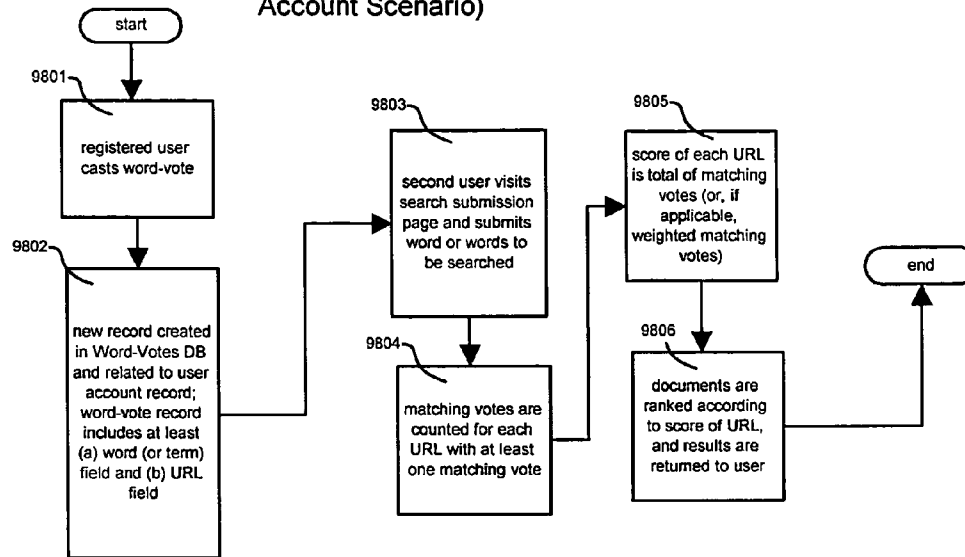 Account Scenario)
start
9801
registered user
casts word-vote
9802
new record created
in Word-Votes DB
and related to user
account record;
word-vote record
includes at least
(a) word (or term)
field and (b) URL
field
9803
second user visits
search submission
page and submits
word or words to
be searched
9804
matching votes are
counted for each
URL with at least
one matching vote
9805
score of each URL
is total of matching
votes (or, if
applicable,
weighted matching
votes)
9806
documents are
ranked according
to score of URL,
and results are
returned to user
end